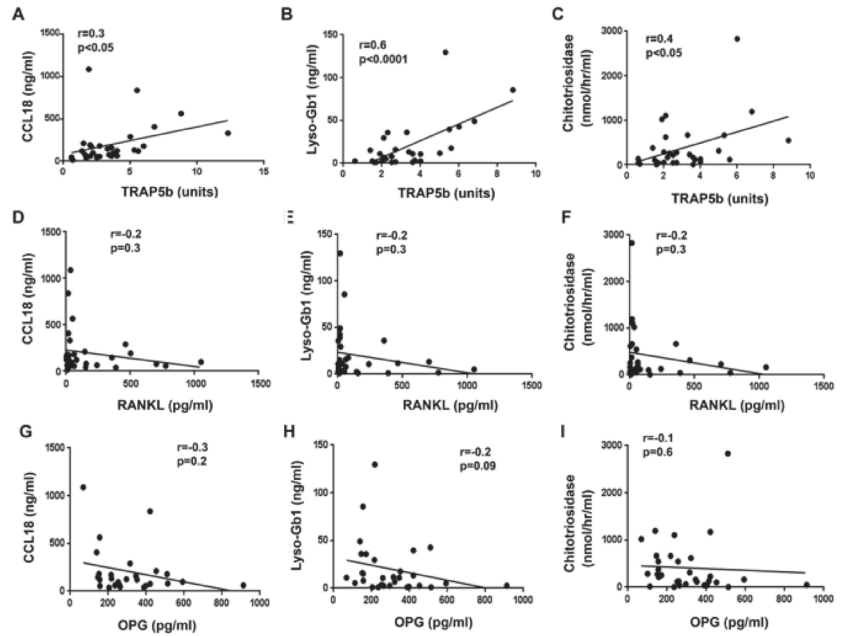 A
r=0.3
p<0.05
CCL18 (ng/ml)
1500
1000
500
0
0
5
10
15
TRAP5b (units)
B
r=0.6
p<0.0001
Lyso-Gb1 (ng/ml)
150
100
50
0
0
2
4
6
8
10
TRAP5b (units)
C
r=0.4
p<0.05
Chitotriosidase
(nmol/hr/ml)
3000
2000
1000
0
0
2
4
6
8
10
TRAP5b (units)
D
r=-0.2
p=0.3
CCL18 (ng/ml)
1500
1000
500
0
0
500
1000
1500
RANKL (pg/ml)
E
r=-0.2
p=0.3
Lyso-Gb1 (ng/ml)
150
100
50
0
0
500
1000
1500
RANKL (pg/ml)
F
r=-0.2
p=0.3
Chitotriosidase
(nmol/hr/ml)
3000
2000
1000
0
0
500
1000
1500
RANKL (pg/ml)
G
r=-0.3
p=0.2
CCL18 (ng/ml)
1500
1000
500
0
0
200
400
600
800
1000
OPG (pg/ml)
H
r=-0.2
p=0.09
Lyso-Gb1 (ng/ml)
150
100
50
0
0
200
400
600
800
1000
OPG (pg/ml)
I
r=-0.1
p=0.6
Chitotriosidase
(nmol/hr/ml)
3000
2000
1000
0
0
200
400
600
800
1000
OPG (pg/ml)